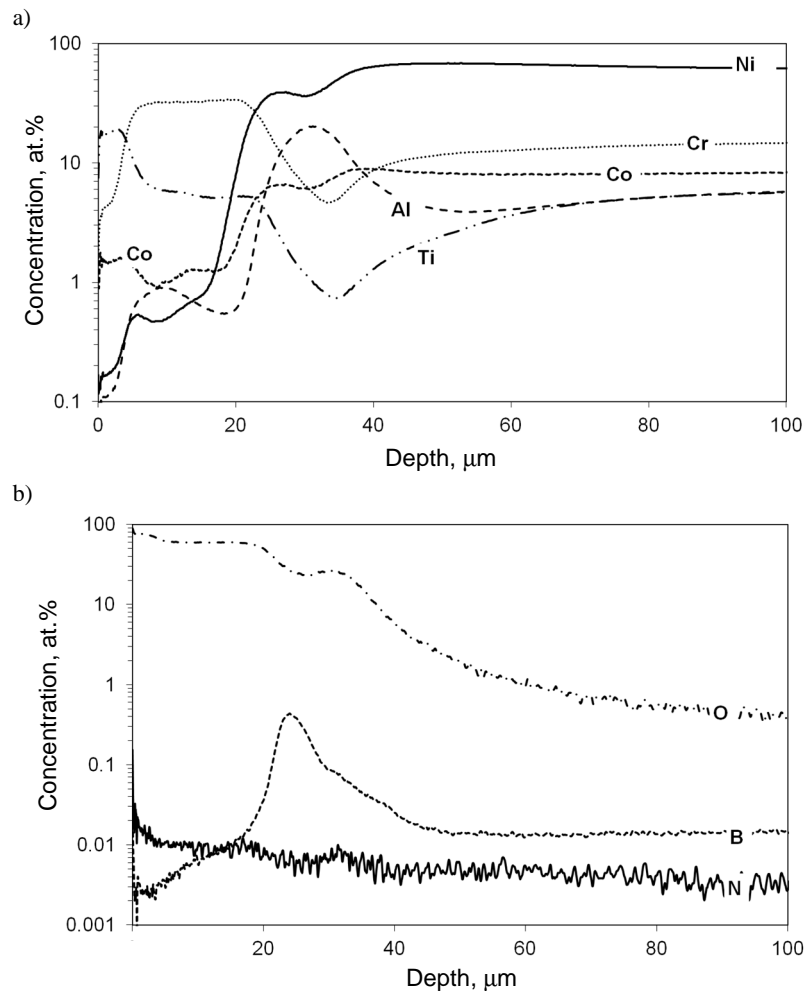 a)
100
10
1
0.1
Concentration, at.%
Ni
Cr
Co
Al
Co
Ti
0
20
40
60
80
100
Depth, μm
b)
100
10
1
0.1
0.01
0.001
Concentration, at.%
O
B
N
20
40
60
80
100
Depth, μm